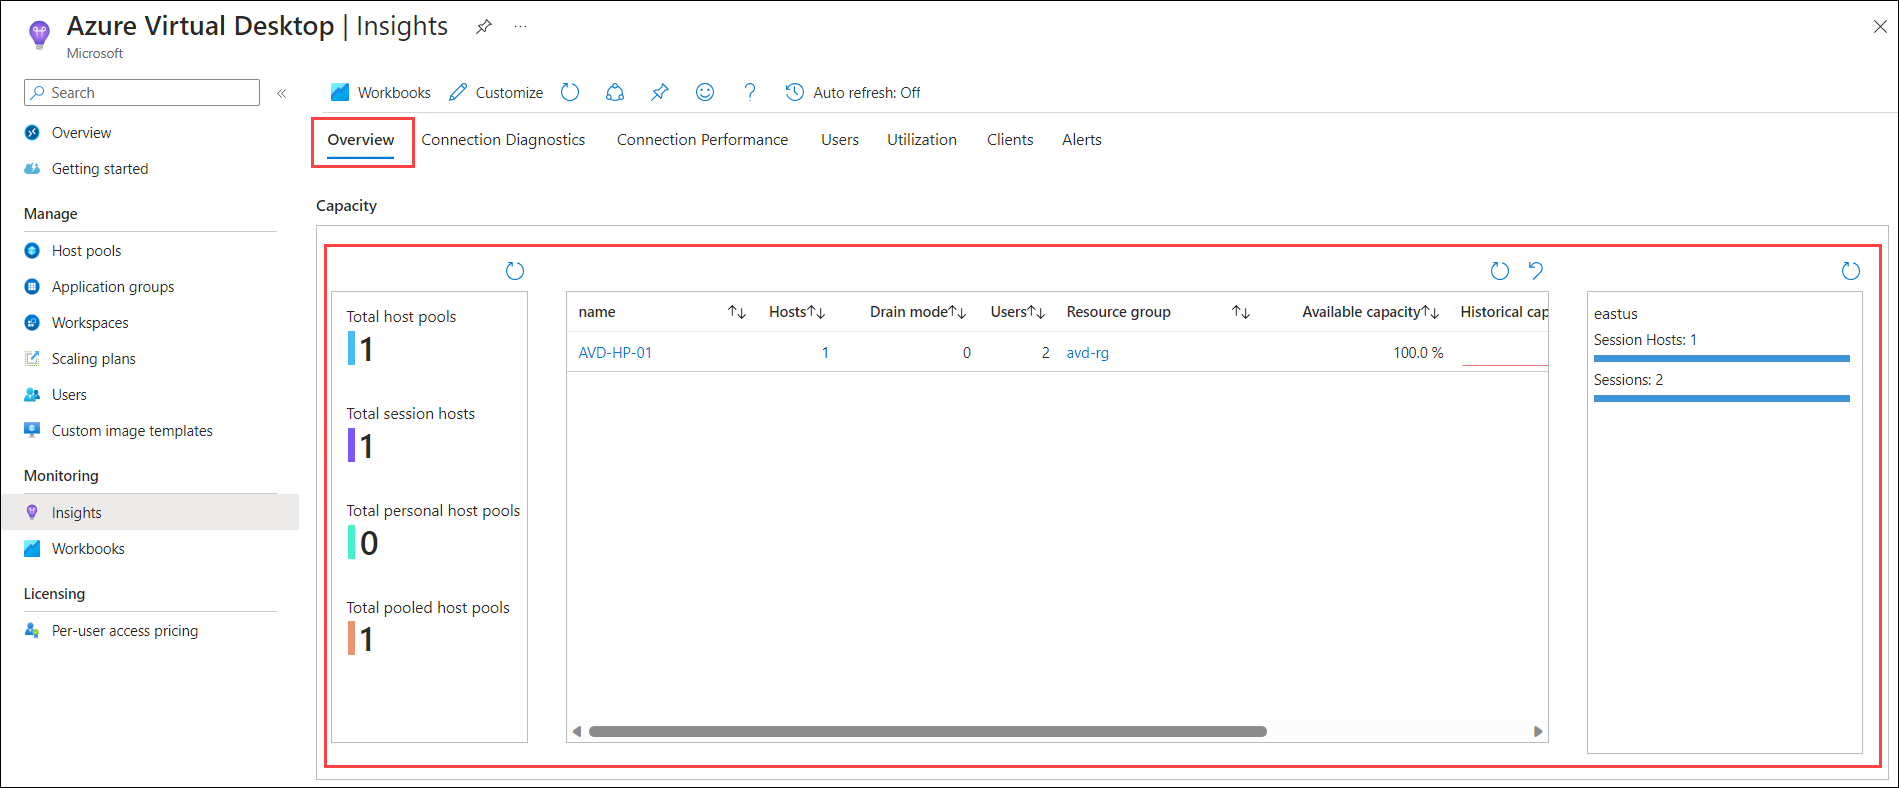 Azure Virtual Desktop | Insights
Microsoft
Search
Overview
Getting started
Manage
Host pools
Application groups
Workspaces
Scaling plans
Users
Custom image templates
Monitoring
Insights
Workbooks
Licensing
Per-user access pricing
Workbooks Customize Auto refresh: Off
Overview Connection Diagnostics Connection Performance Users Utilization Clients Alerts
Capacity
Total host pools
1
Total session hosts
1
Total personal host pools
0
Total pooled host pools
1
name Hosts Drain mode Users Resource group Available capacity Historical cap
AVD-HP-01 1 0 2 avd-rg 100.0 %
eastus
Session Hosts: 1
Sessions: 2